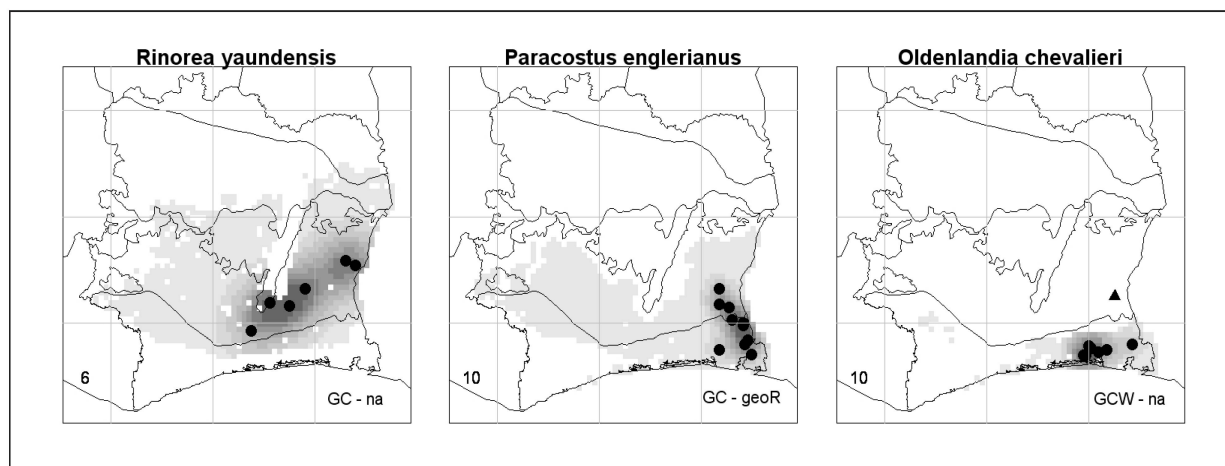 Rinorea yaundensis
6
GC - na
Paracostus englerianus
10
GC - geoR
Oldenlandia chevalieri
10
GCW - na